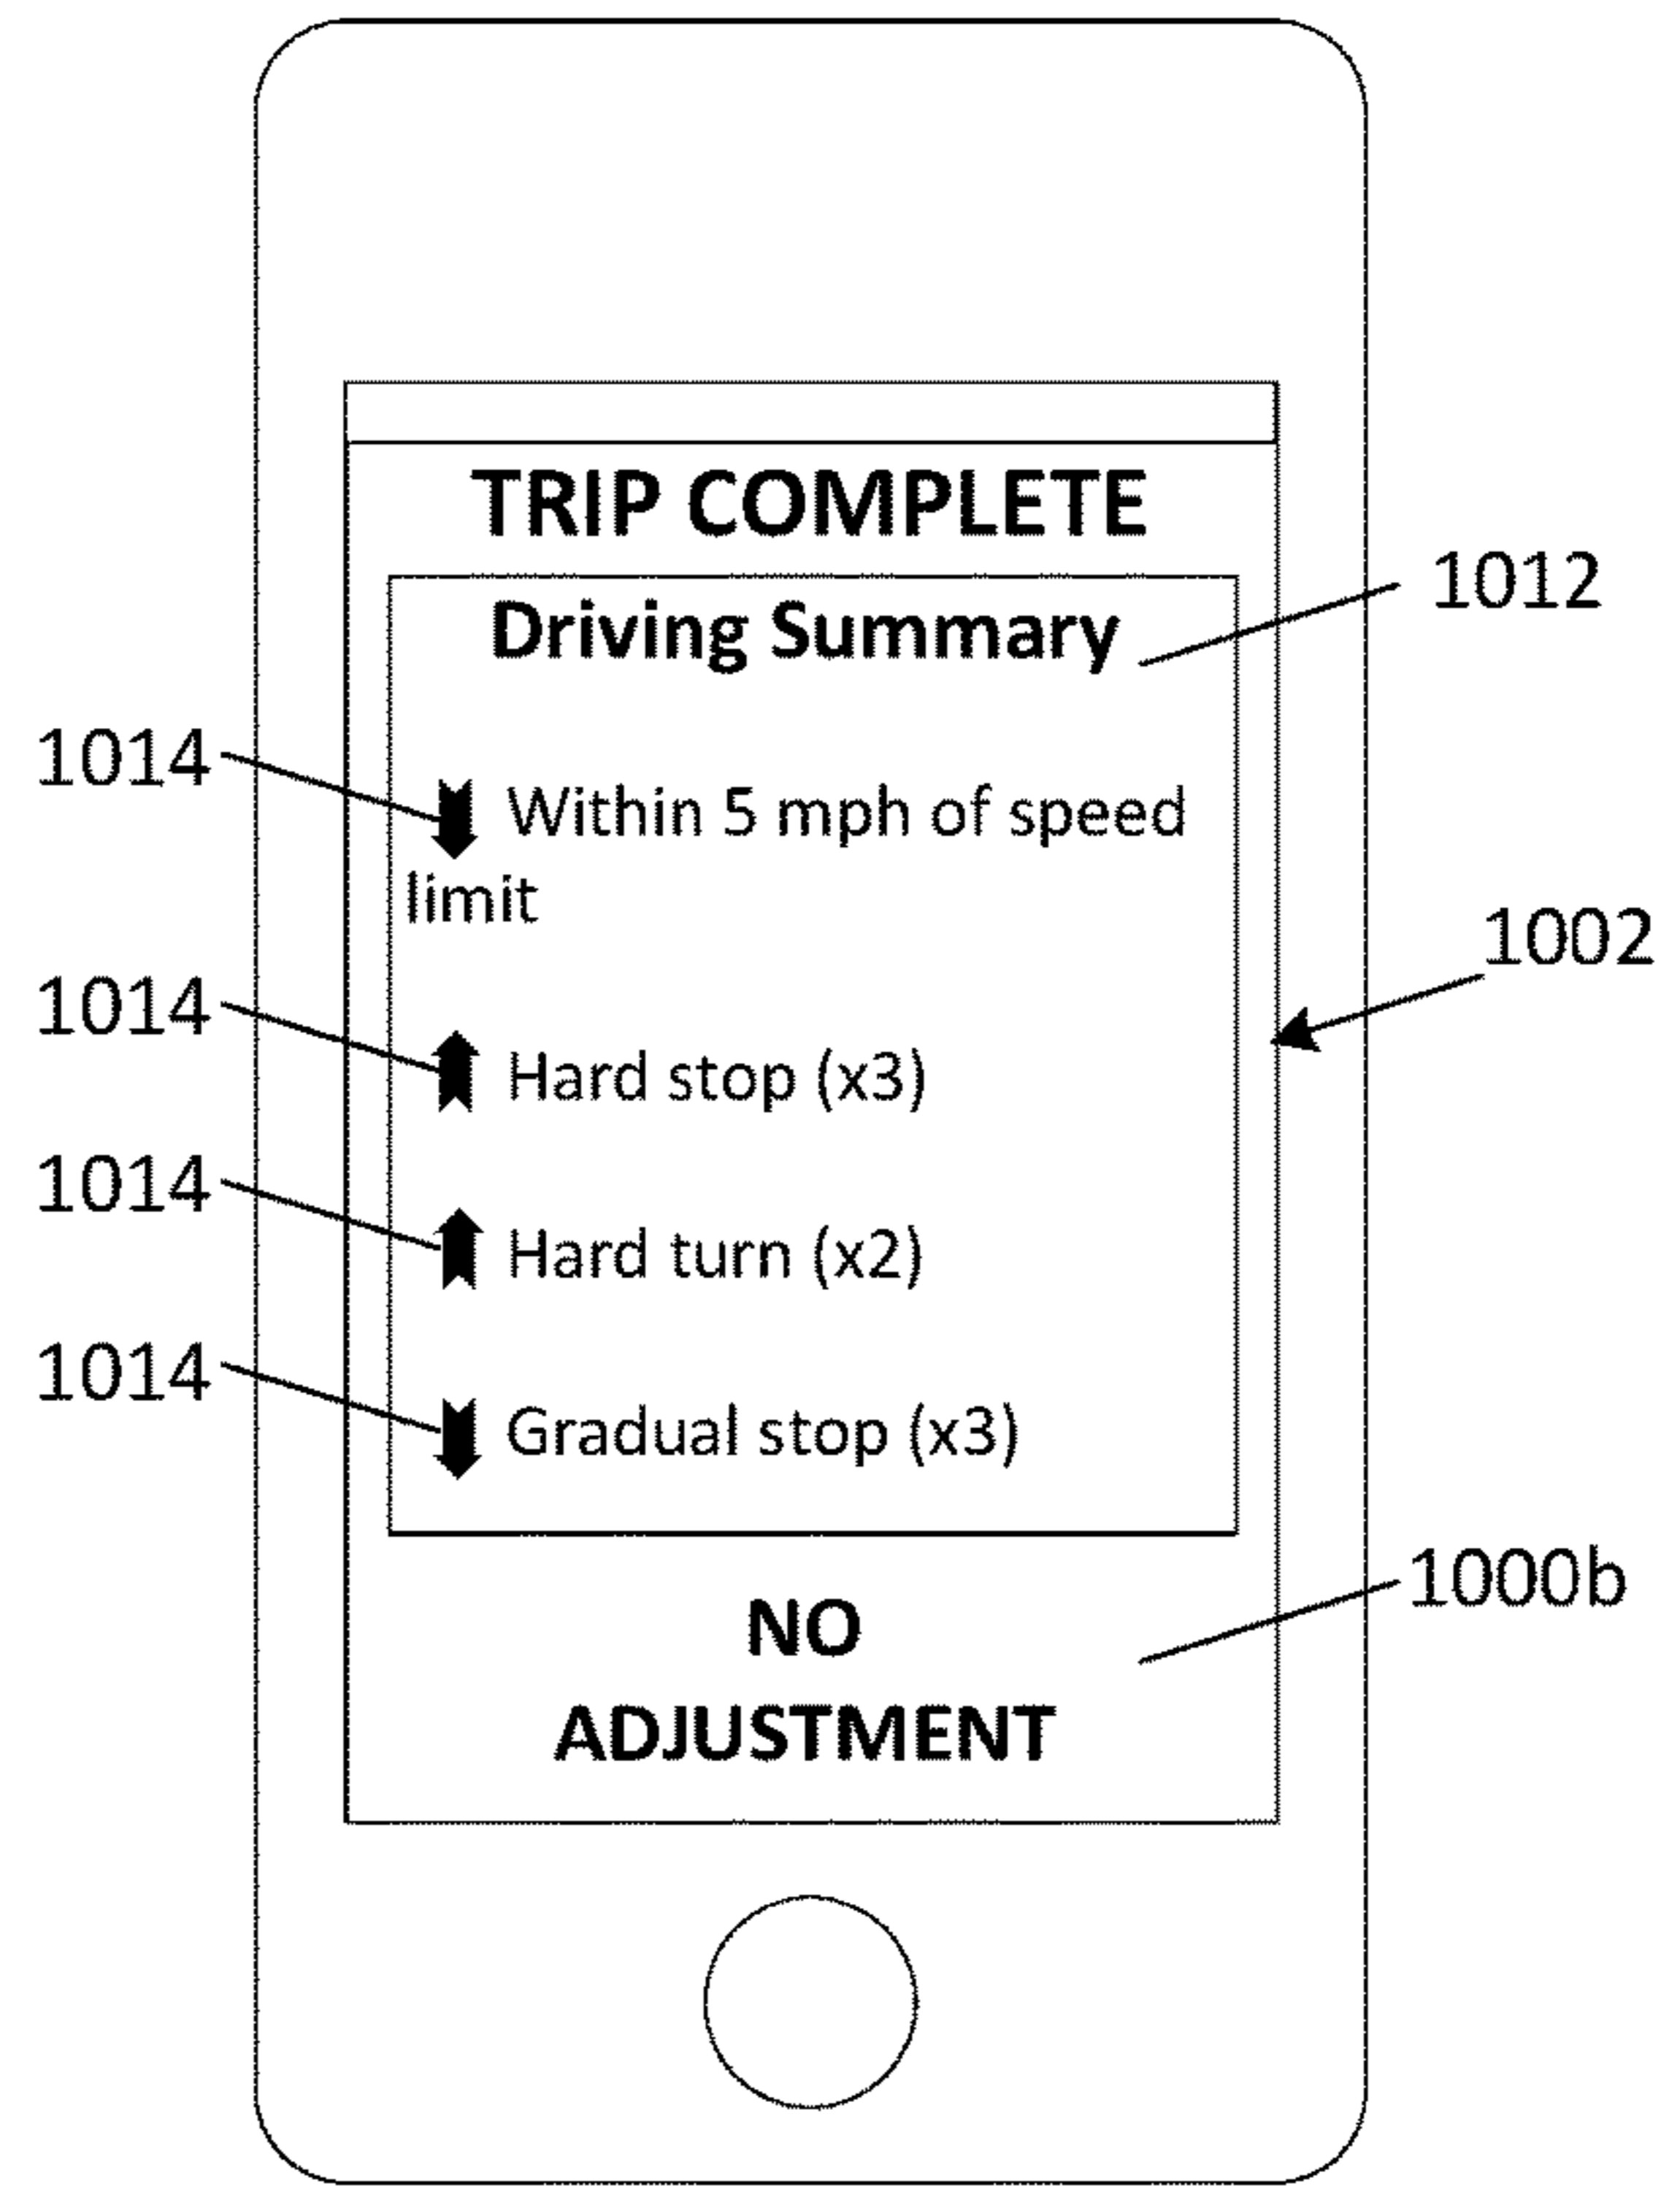 TRIP COMPLETE
1012
Driving Summary
1014
Within 5 mph of speed
limit
1002
1014
Hard stop (x3)
1014
Hard turn (x2)
1014
Gradual stop (x3)
1000b
NO
ADJUSTMENT